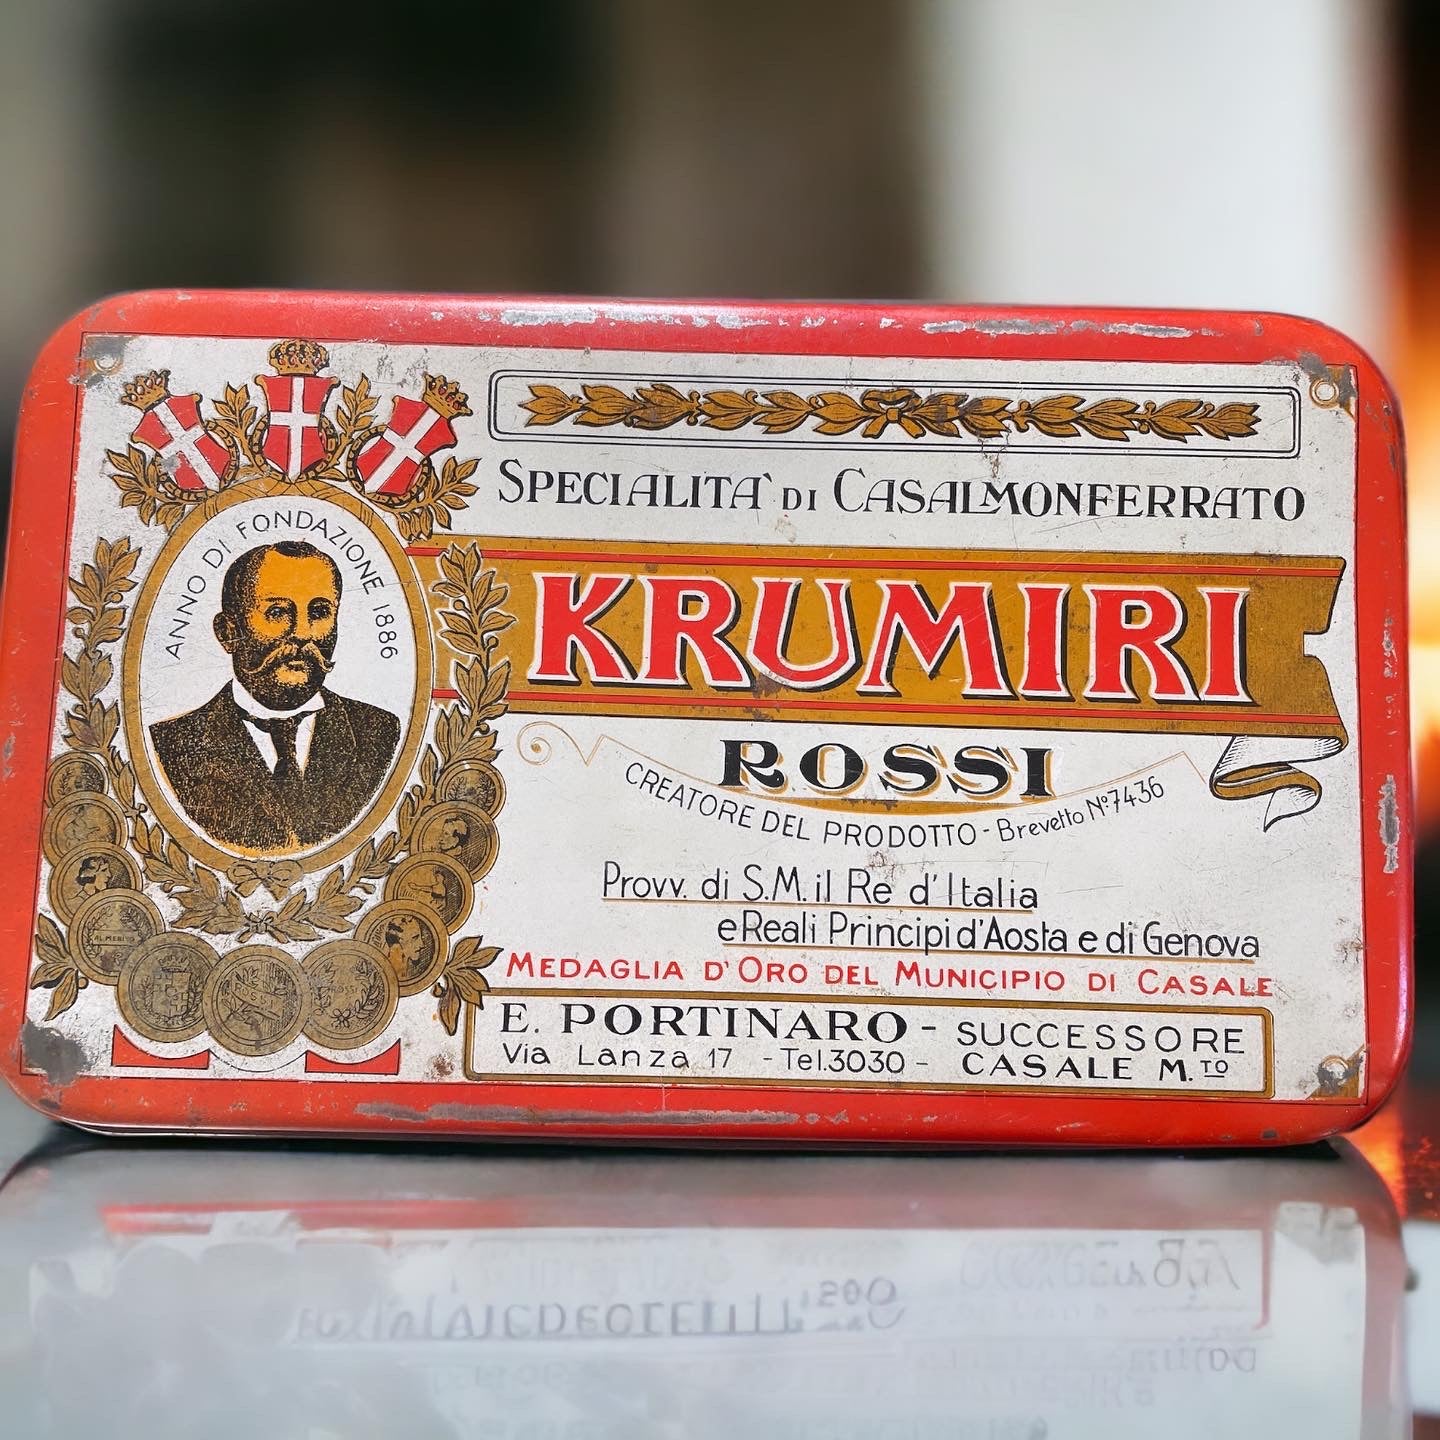 ANNO DI FONDAZIONE 1886
SPECIALITA' DI CASALMONFERRATO
KRUMIRI
ROSSI
CREATORE DEL PRODOTTO - Brevetto Nº 7436
Provv. di S.M. il Re d'Italia
e Reali Principi d'Aosta e di Genova
MEDAGLIA D'ORO DEL MUNICIPIO DI CASALE
E. PORTINARO - SUCCESSORE
Via Lanza 17 - Tel. 3030 - CASALE M.TO